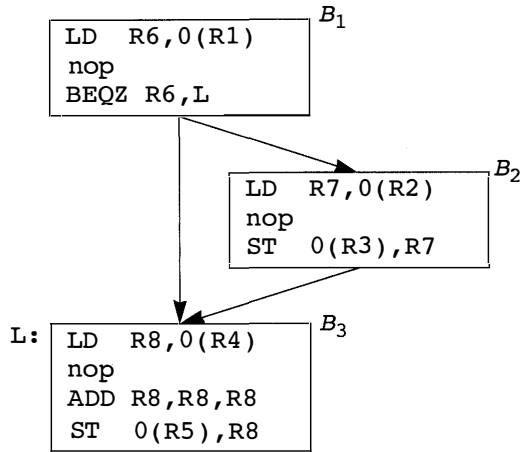 B1
LD R6,0(R1)
nop
BEQZ R6,L
B2
LD R7,0(R2)
nop
ST 0(R3),R7
B3
L: LD R8,0(R4)
nop
ADD R8,R8,R8
ST 0(R5),R8